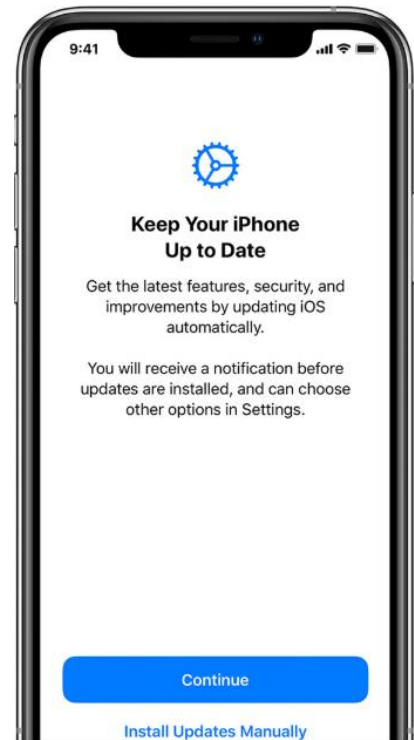 9:41
Keep Your iPhone
Up to Date
Get the latest features, security, and
improvements by updating iOS
automatically.
You will receive a notification before
updates are installed, and can choose
other options in Settings.
Continue
Install Updates Manually